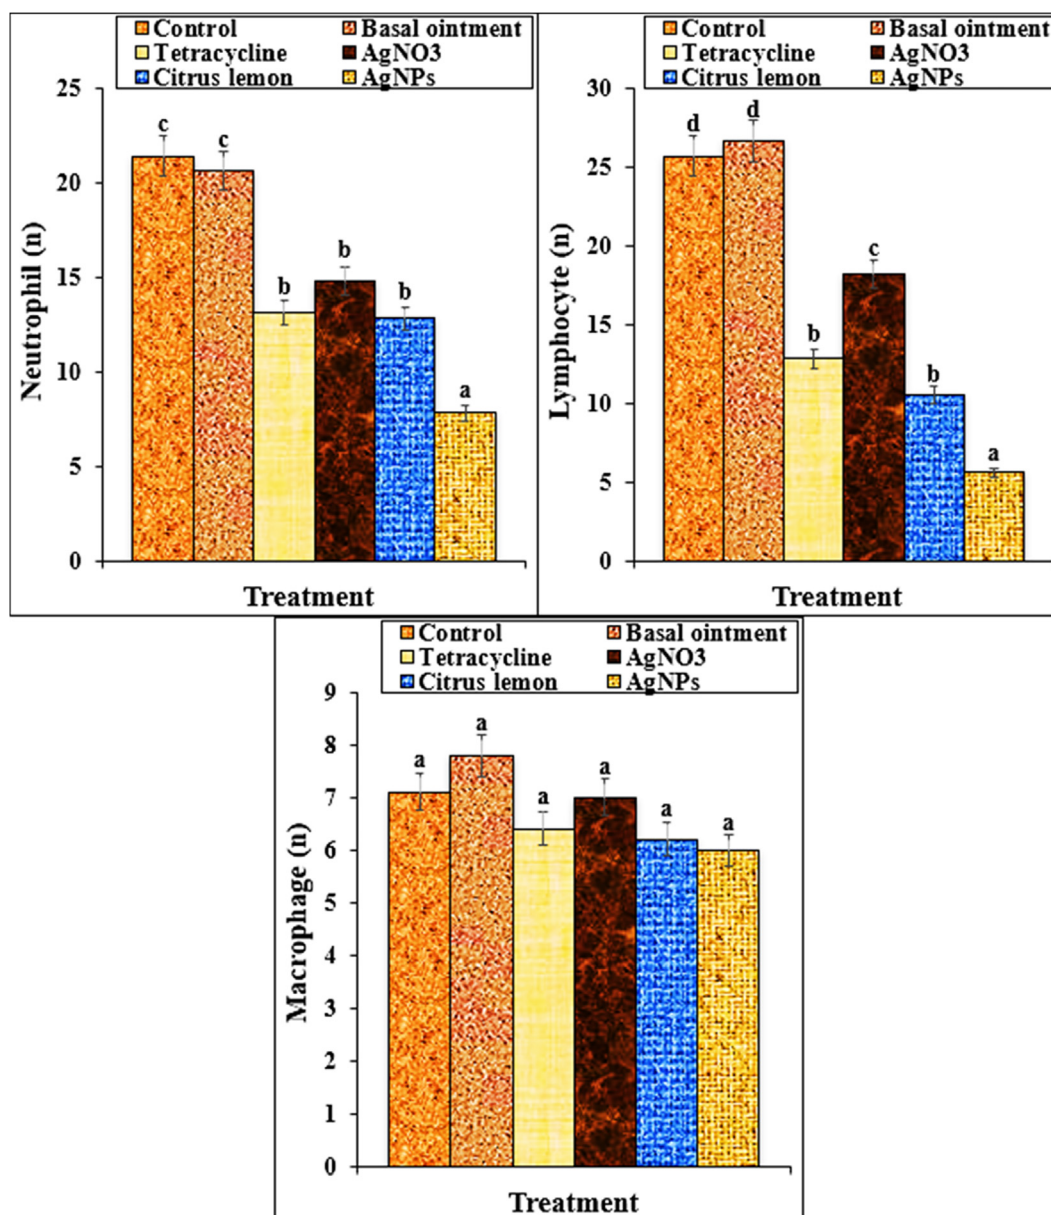 Control Basal ointment
Tetracycline AgNO3
Citrus lemon AgNPs
25
20
15
10
5
0
Neutrophil (n)
c c b b b a
Treatment
Control Basal ointment
Tetracycline AgNO3
Citrus lemon AgNPs
30
25
20
15
10
5
0
Lymphocyte (n)
d d b c b a
Treatment
Control Basal ointment
Tetracycline AgNO3
Citrus lemon AgNPs
9
8
7
6
5
4
3
2
1
0
Macrophage (n)
a a a a a a
Treatment